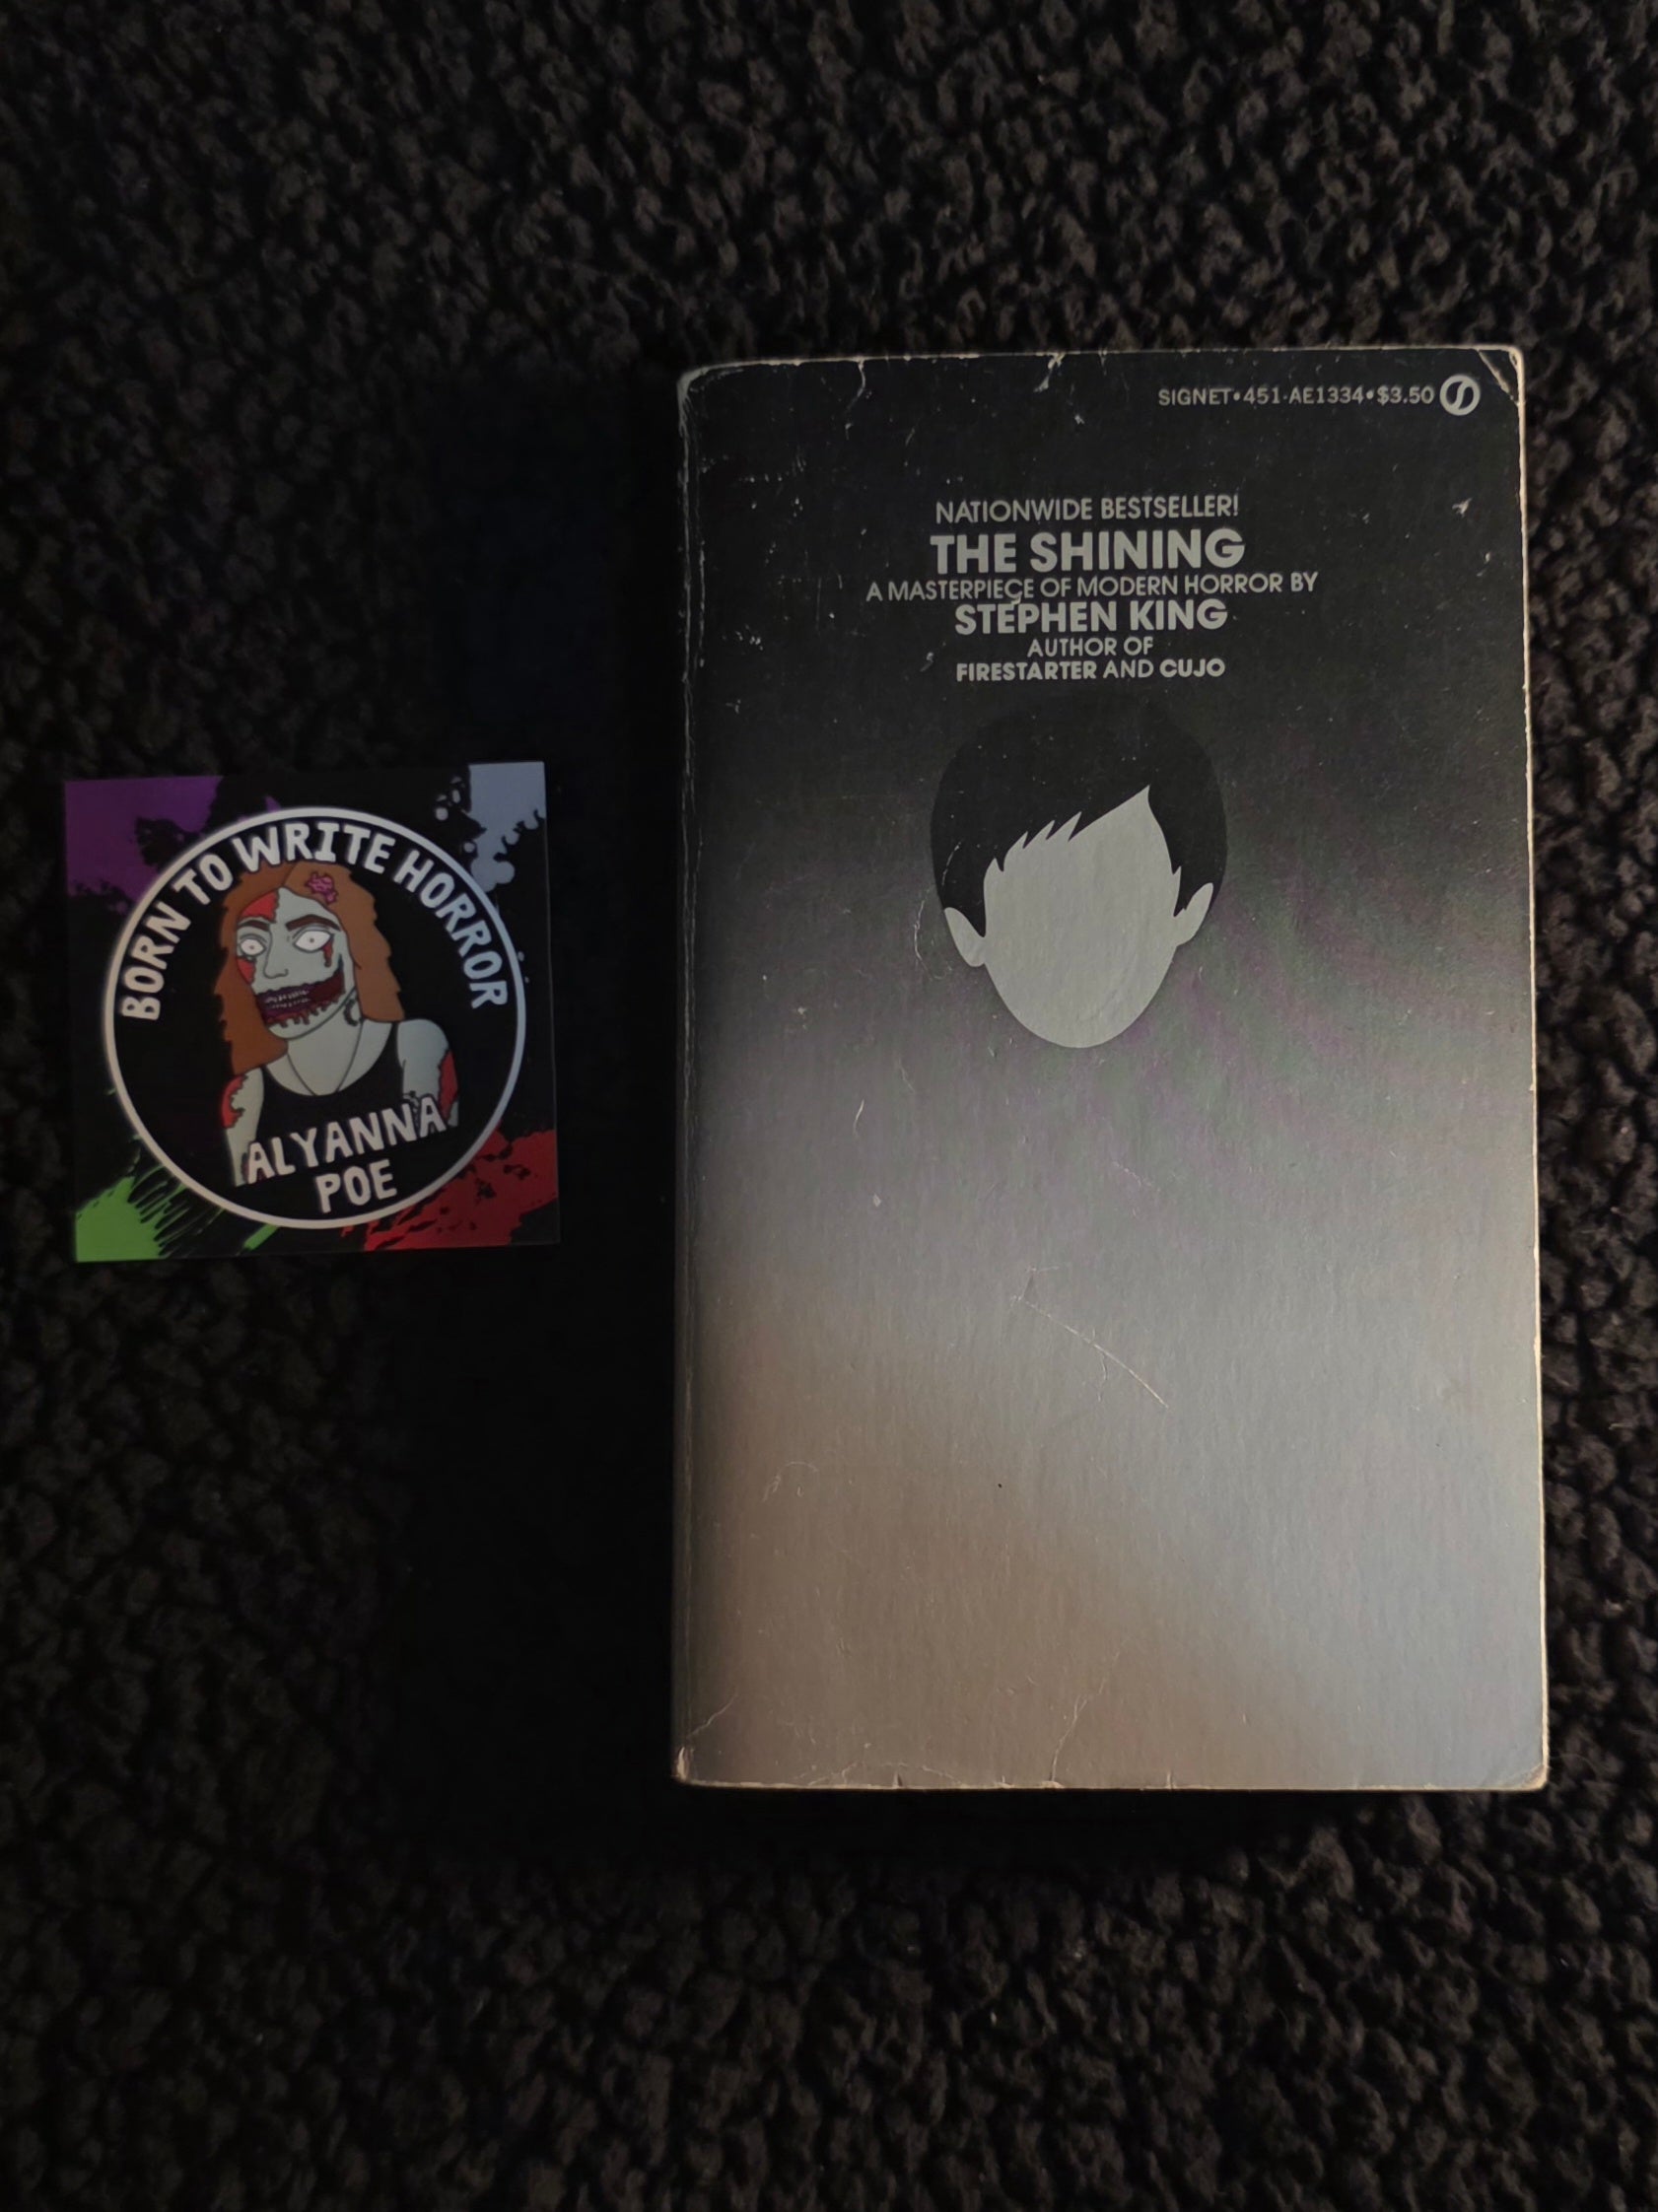 BORN TO WRITE HORROR
ALYANNA
POE
SIGNET•451-AE1334•$3.50
NATIONWIDE BESTSELLER!
THE SHINING
A MASTERPIECE OF MODERN HORROR BY
STEPHEN KING
AUTHOR OF
FIRESTARTER AND CUJO